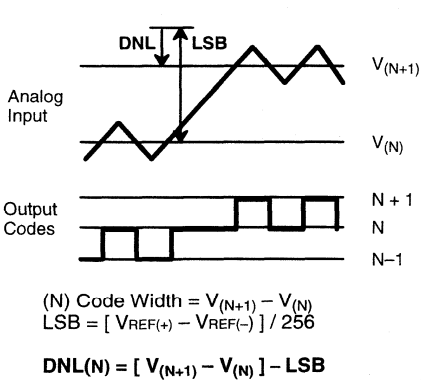 DNL LSB
V(N+1)
Analog
Input
V(N)
Output
Codes
N + 1
N
N–1
(N) Code Width = V(N+1) – V(N)
LSB = [ VREF(+) – VREF(–) ] / 256
DNL(N) = [ V(N+1) – V(N) ] – LSB